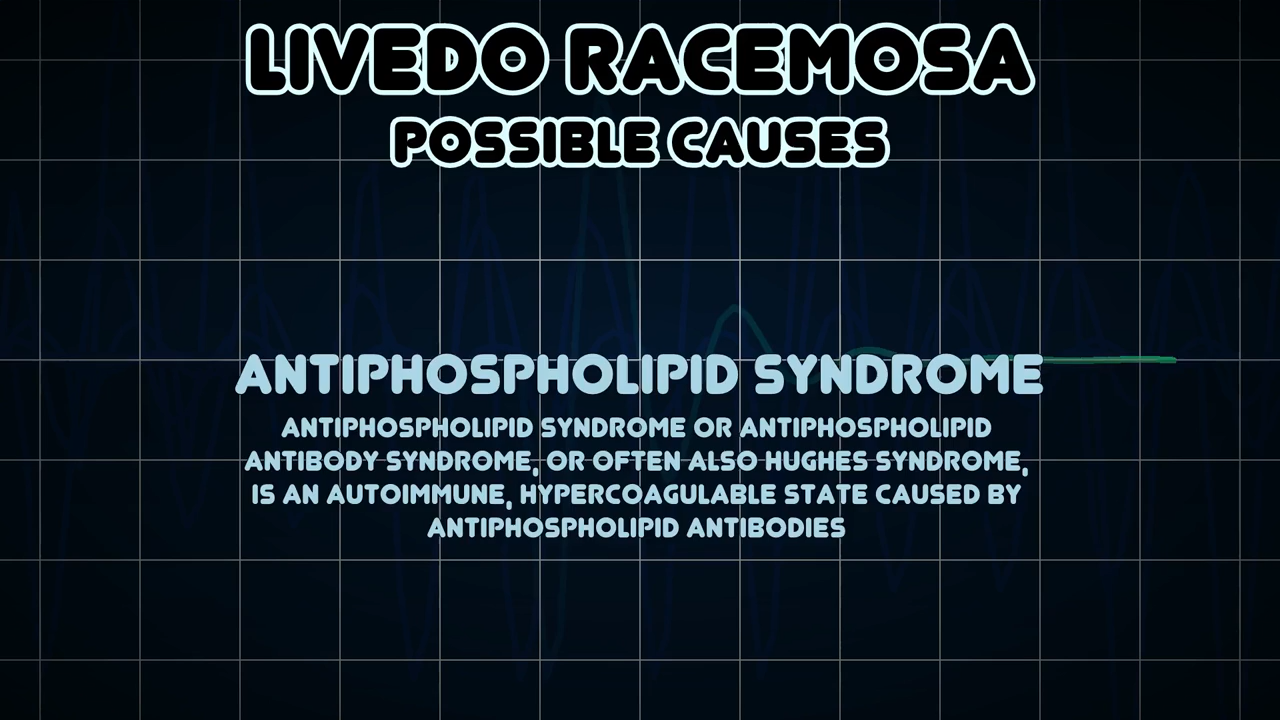 LIVEDO RACEMOSA
POSSIBLE CAUSES
ANTIPHOSPHOLIPID SYNDROME
ANTIPHOSPHOLIPID SYNDROME OR ANTIPHOSPHOLIPID
ANTIBODY SYNDROME, OR OFTEN ALSO HUGHES SYNDROME,
IS AN AUTOIMMUNE, HYPERCOAGULABLE STATE CAUSED BY
ANTIPHOSPHOLIPID ANTIBODIES